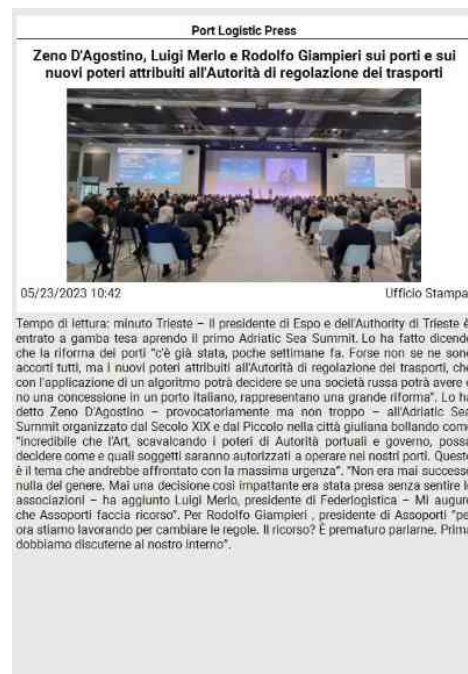 Port Logistic Press
Zeno D'Agostino, Luigi Merlo e Rodolfo Giampieri sui porti e sui
nuovi poteri attribuiti all'Autorità di regolazione dei trasporti
05/23/2023 10:42 Ufficio Stampa
Tempo di lettura: minuto Trieste – Il presidente di Espo e dell'Authority di Trieste è
entrato a gamba tesa aprendo il primo Adriatic Sea Summit. Lo ha fatto dicendo
che la riforma dei porti "c'è già stata, poche settimane fa. Forse non se ne sono
accorti tutti, ma i nuovi poteri attribuiti all'Autorità di regolazione dei trasporti, che
con l'applicazione di un algoritmo potrà decidere se una società russa potrà avere o
no una concessione in un porto italiano, rappresentano una grande riforma". Lo ha
detto Zeno D'Agostino – provocatoriamente ma non troppo – all'Adriatic Sea
Summit organizzato dal Secolo XIX e dal Piccolo nella città giuliana bollando come
"incredibile che l'Art, scavalcando i poteri di Autorità portuali e governo, possa
decidere come e quali soggetti saranno autorizzati a operare nei nostri porti. Questo
è il tema che andrebbe affrontato con la massima urgenza". "Non era mai successo
nulla del genere. Mai una decisione così impattante era stata presa senza sentire le
associazioni – ha aggiunto Luigi Merlo, presidente di Federlogistica – Mi auguro
che Assoporti faccia ricorso". Per Rodolfo Giampieri , presidente di Assoporti "per
ora stiamo lavorando per cambiare le regole. Il ricorso? È prematuro parlarne. Prima
dobbiamo discuterne al nostro interno".